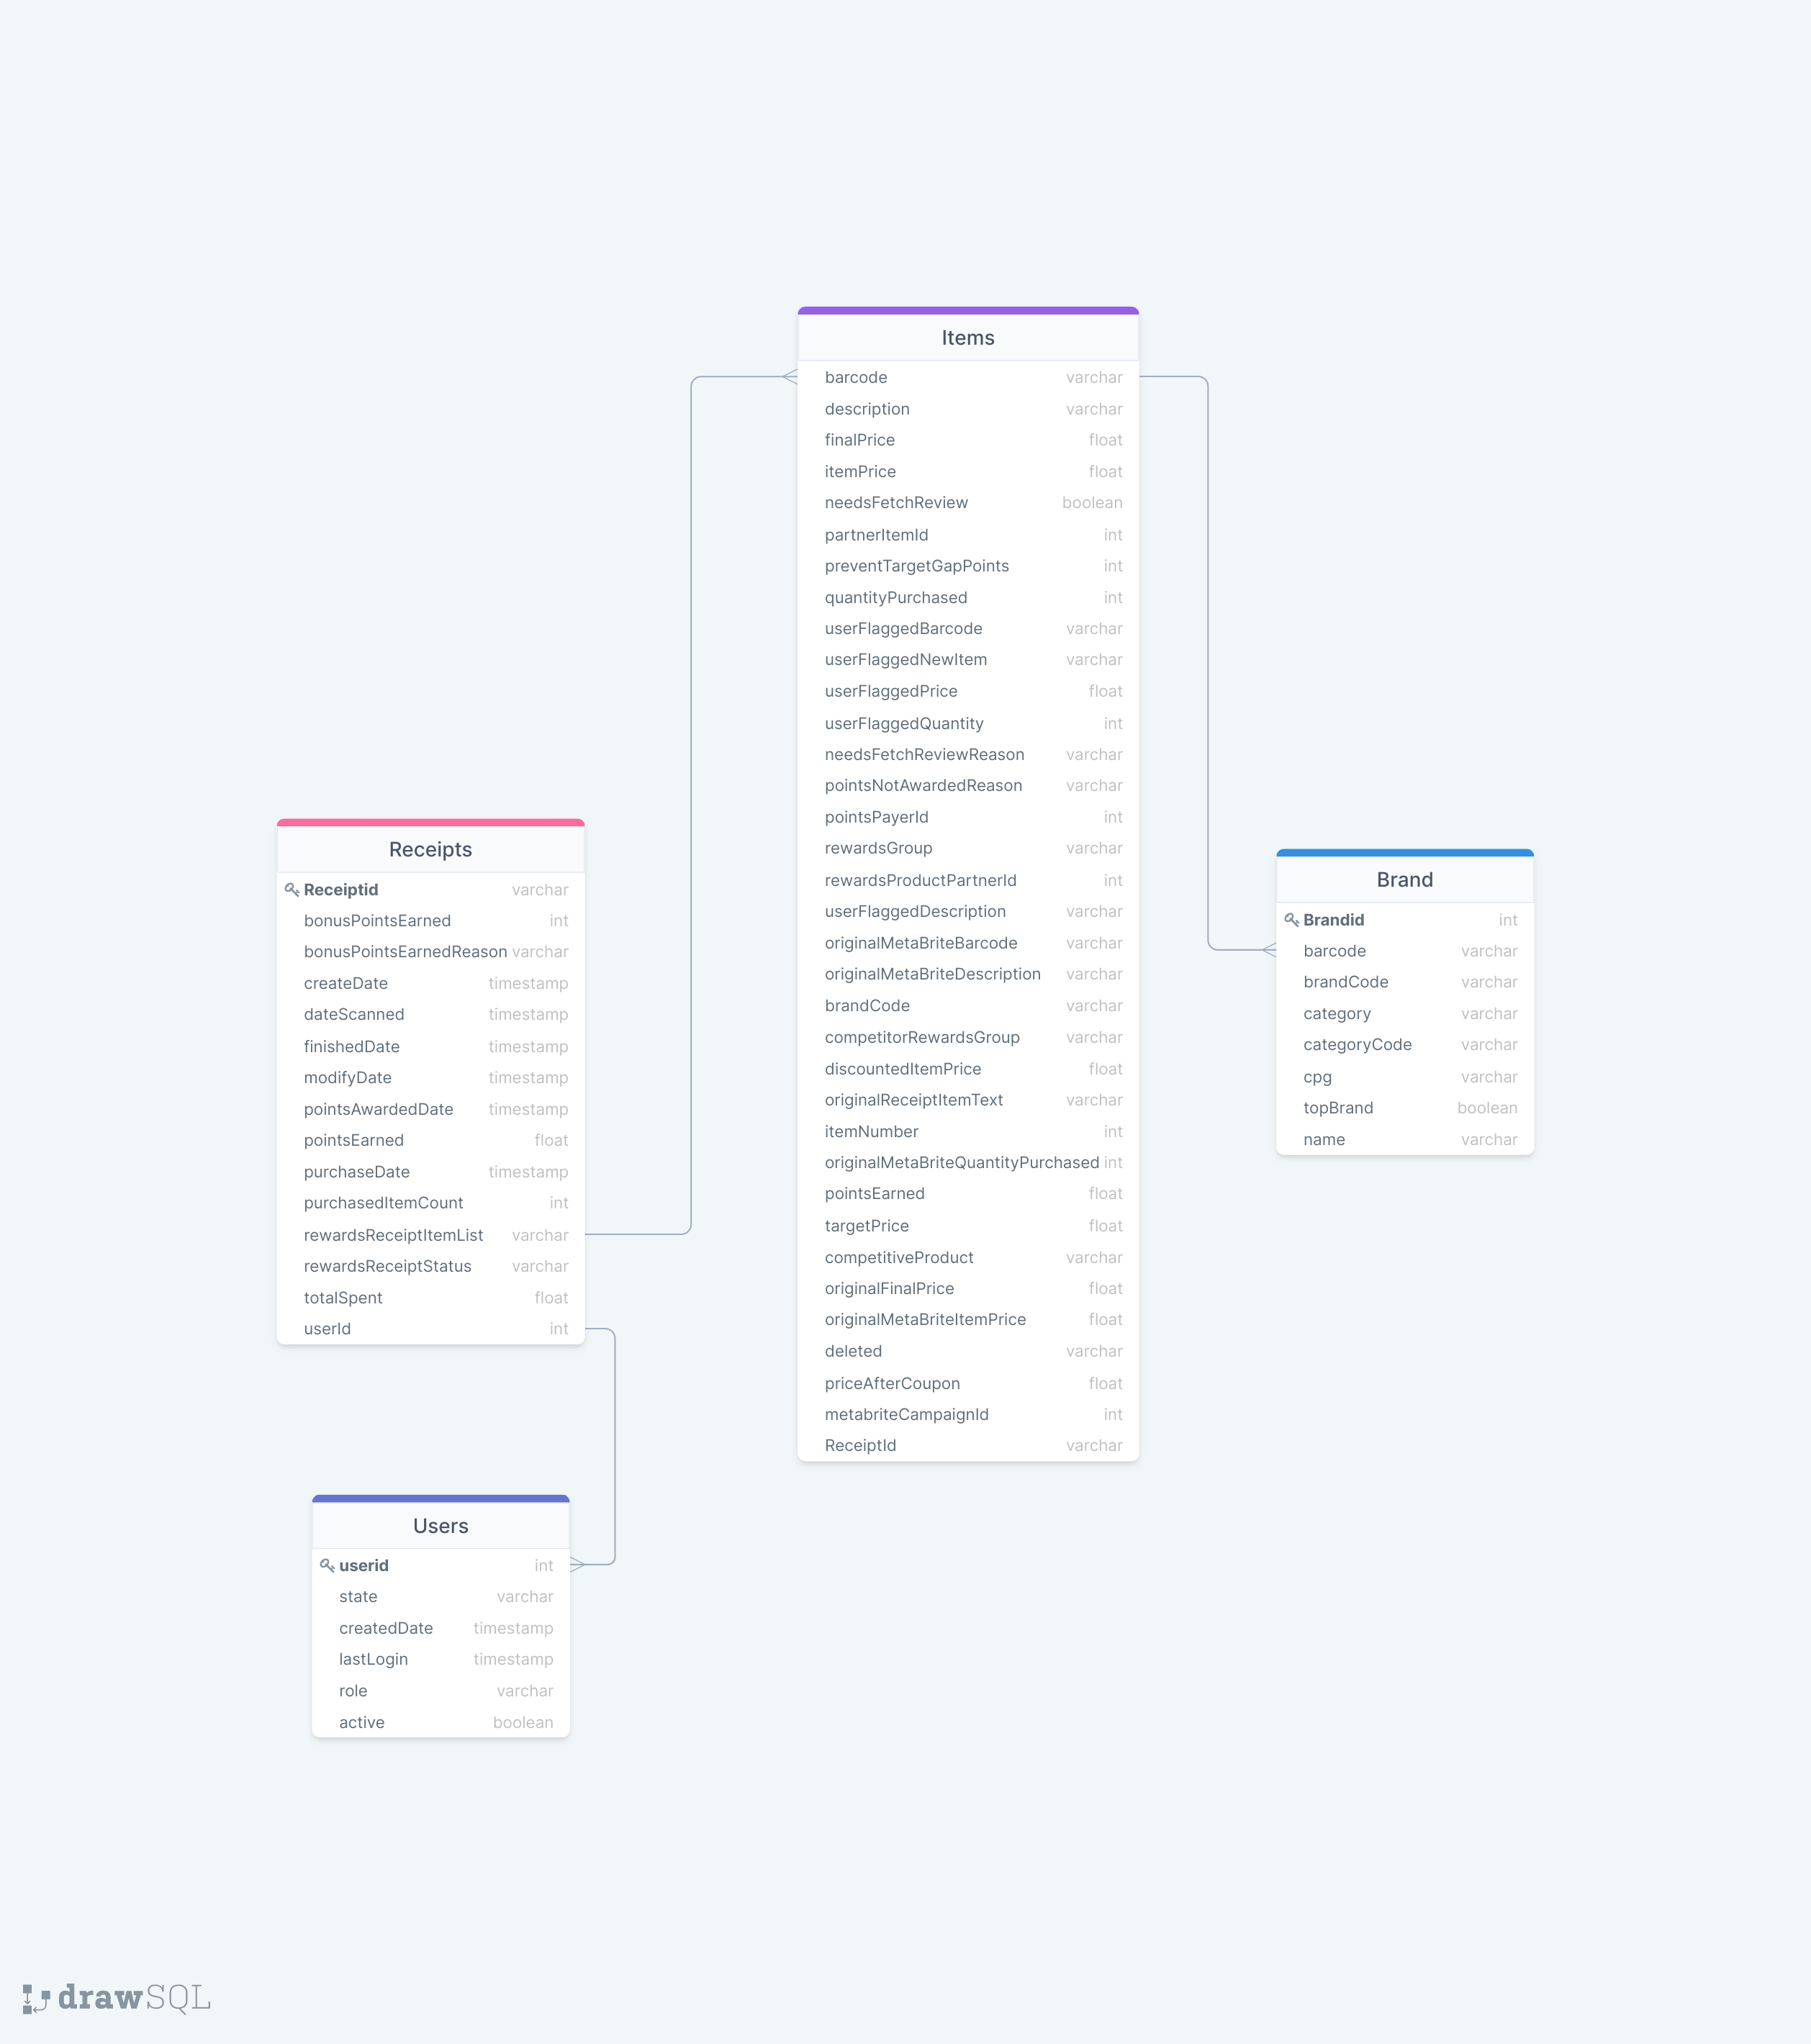 Items
barcode varchar
description varchar
finalPrice float
itemPrice float
needsFetchReview boolean
partnerItemId int
preventTargetGapPoints int
quantityPurchased int
userFlaggedBarcode varchar
userFlaggedNewItem varchar
userFlaggedPrice float
userFlaggedQuantity int
needsFetchReviewReason varchar
pointsNotAwardedReason varchar
pointsPayerId int
rewardsGroup varchar
rewardsProductPartnerId int
userFlaggedDescription varchar
originalMetaBriteBarcode varchar
originalMetaBriteDescription varchar
brandCode varchar
competitorRewardsGroup varchar
discountedItemPrice float
originalReceiptItemText varchar
itemNumber int
originalMetaBriteQuantityPurchased int
pointsEarned float
targetPrice float
competitiveProduct varchar
originalFinalPrice float
originalMetaBriteItemPrice float
deleted varchar
priceAfterCoupon float
metabriteCampaignId int
ReceiptId varchar
Receipts
Receiptid varchar
bonusPointsEarned int
bonusPointsEarnedReason varchar
createDate timestamp
dateScanned timestamp
finishedDate timestamp
modifyDate timestamp
pointsAwardedDate timestamp
pointsEarned float
purchaseDate timestamp
purchasedItemCount int
rewardsReceiptItemList varchar
rewardsReceiptStatus varchar
totalSpent float
userId int
Brand
Brandid int
barcode varchar
brandCode varchar
category varchar
categoryCode varchar
cpg varchar
topBrand boolean
name varchar
Users
userid int
state varchar
createdDate timestamp
lastLogin timestamp
role varchar
active boolean
drawSQL